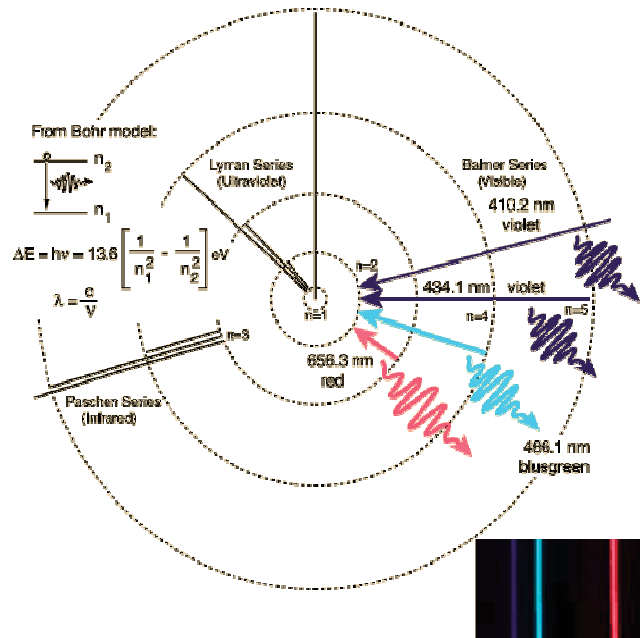 From Bohr model:
n₂
n₁
ΔE = hν = 13.6 [1/n₁² - 1/n₂²] eV
λ = c/ν
Lyman Series
(Ultraviolet)
Balmer Series
(Visible)
410.2 nm
violet
n=2
434.1 nm violet
n=1
n=4
n=5
n=3
656.3 nm
red
Paschen Series
(Infrared)
486.1 nm
bluegreen